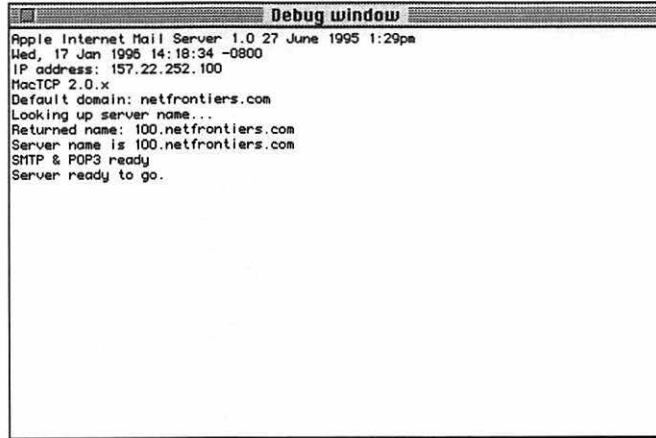 Debug window
Apple Internet Mail Server 1.0 27 June 1995 1:29pm
Wed, 17 Jan 1996 14:18:34 -0800
IP address: 157.22.252.100
MacTCP 2.0.x
Default domain: netfrontiers.com
Looking up server name...
Returned name: 100.netfrontiers.com
Server name is 100.netfrontiers.com
SMTP & POP3 ready
Server ready to go.